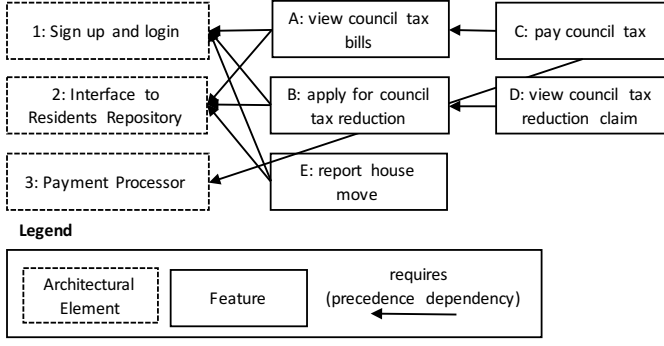 1: Sign up and login
A: view council tax
bills
C: pay council tax
2: Interface to
Residents Repository
B: apply for council
tax reduction
D: view council tax
reduction claim
3: Payment Processor
E: report house
move
Legend
Architectural
Element
Feature
requires
(precedence dependency)